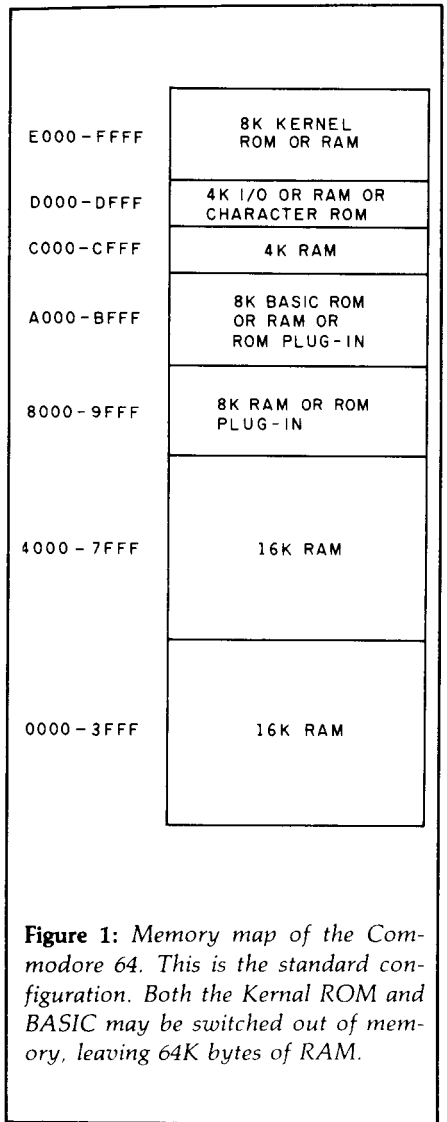 E000-FFFF
8K KERNEL
ROM OR RAM
D000-DFFF
4K I/O OR RAM OR
CHARACTER ROM
C000-CFFF
4K RAM
A000-BFFF
8K BASIC ROM
OR RAM OR
ROM PLUG-IN
8000-9FFF
8K RAM OR ROM
PLUG-IN
4000-7FFF
16K RAM
0000-3FFF
16K RAM
Figure 1: Memory map of the Com-
modore 64. This is the standard con-
figuration. Both the Kernal ROM and
BASIC may be switched out of mem-
ory, leaving 64K bytes of RAM.